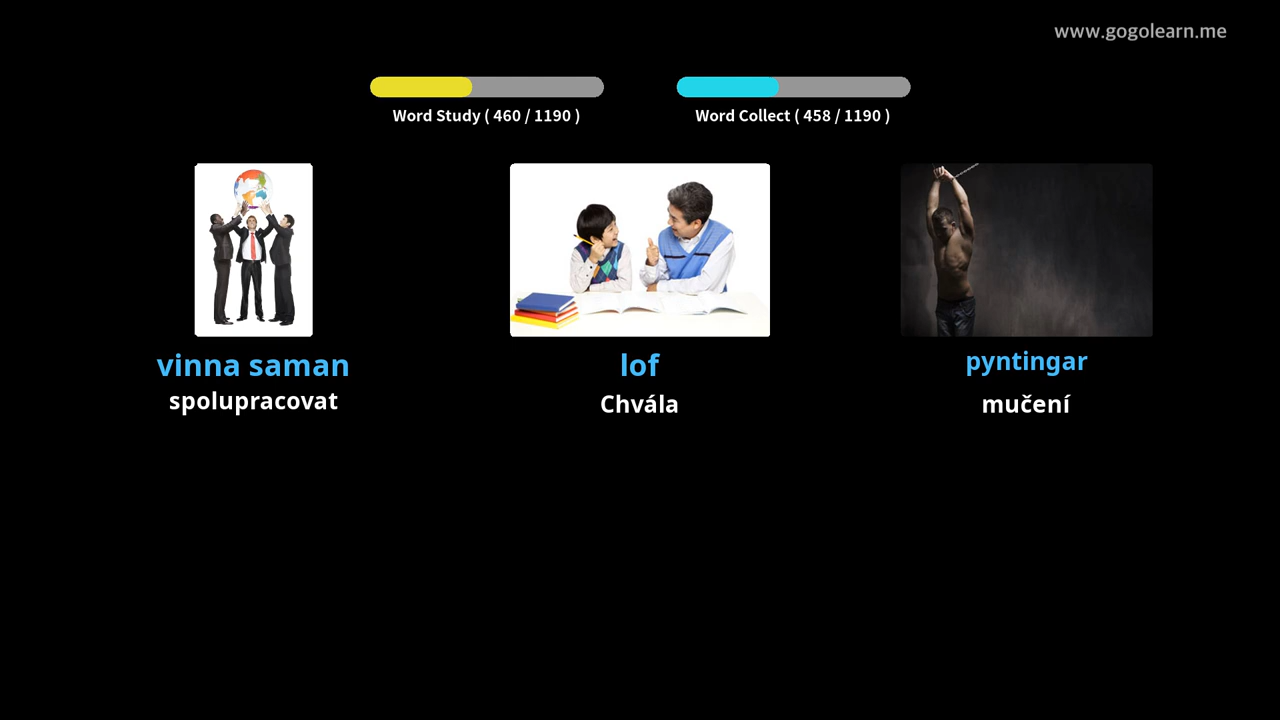 www.gogolearn.me
Word Study ( 460 / 1190 )
Word Collect ( 458 / 1190 )
vinna saman
spolupracovat
lof
Chvála
pyntingar
mučení